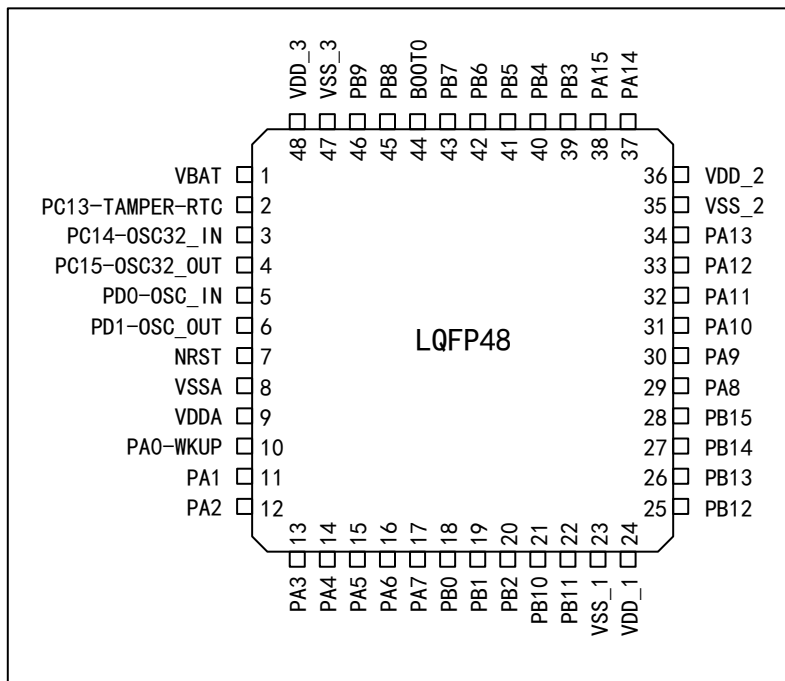 VDD_3
VSS_3
PB9
PB8
BOOT0
PB7
PB6
PB5
PB4
PB3
PA15
PA14
48
47
46
45
44
43
42
41
40
39
38
37
VBAT 1
PC13-TAMPER-RTC 2
PC14-OSC32_IN 3
PC15-OSC32_OUT 4
PD0-OSC_IN 5
PD1-OSC_OUT 6
NRST 7
VSSA 8
VDDA 9
PA0-WKUP 10
PA1 11
PA2 12
LQFP48
36 VDD_2
35 VSS_2
34 PA13
33 PA12
32 PA11
31 PA10
30 PA9
29 PA8
28 PB15
27 PB14
26 PB13
25 PB12
13
14
15
16
17
18
19
20
21
22
23
24
PA3
PA4
PA5
PA6
PA7
PB0
PB1
PB2
PB10
PB11
VSS_1
VDD_1